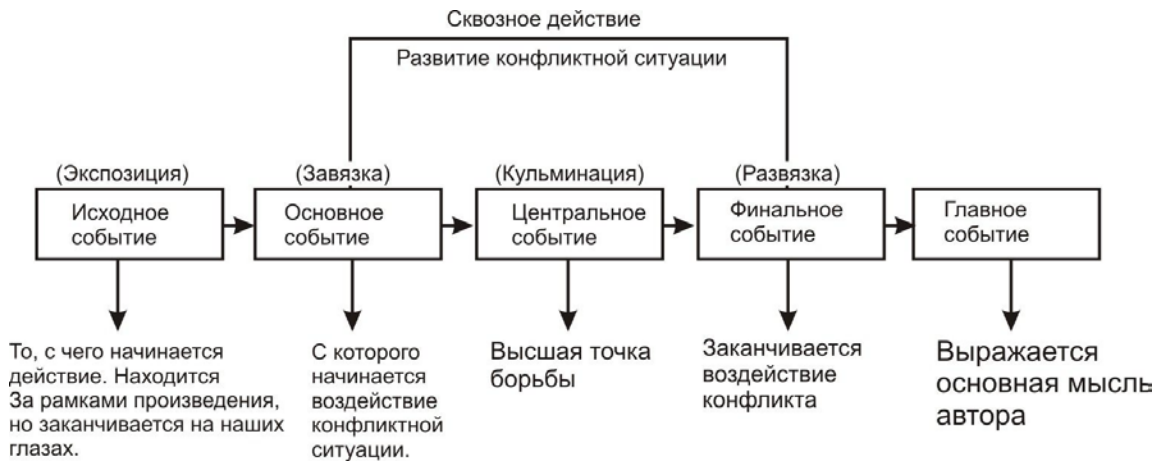 Сквозное действие
Развитие конфликтной ситуации
(Экспозиция)
(Завязка)
(Кульминация)
(Развязка)
Исходное
событие
Основное
событие
Центральное
событие
Финальное
событие
Главное
событие
То, с чего начинается
действие. Находится
За рамками произведения,
но заканчивается на наших
глазах.
С которого
начинается
воздействие
конфликтной
ситуации.
Высшая точка
борьбы
Заканчивается
воздействие
конфликта
Выражается
основная мысль
автора